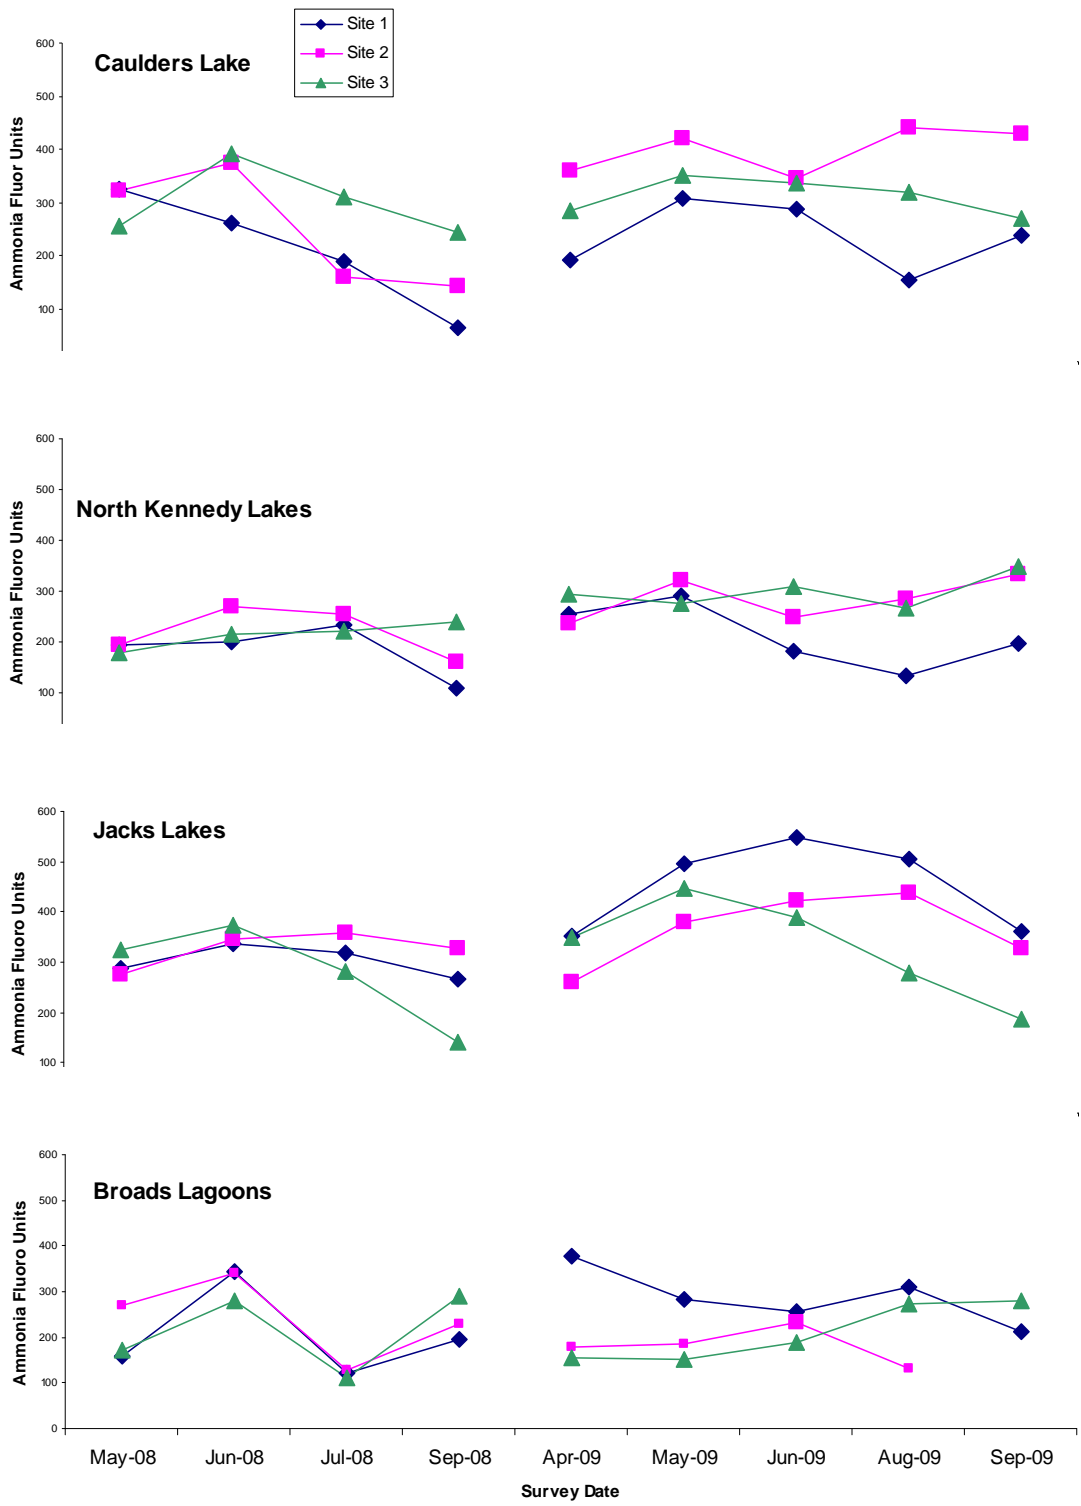 Site 1
Site 2
Site 3
Caulders Lake
Ammonia Fluor Units
600
500
400
300
200
100
North Kennedy Lakes
Ammonia Fluoro Units
600
500
400
300
200
100
Jacks Lakes
Ammonia Fluoro Units
600
500
400
300
200
100
Broads Lagoons
Ammonia Fluoro Units
600
500
400
300
200
100
0
May-08 Jun-08 Jul-08 Sep-08 Apr-09 May-09 Jun-09 Aug-09 Sep-09
Survey Date